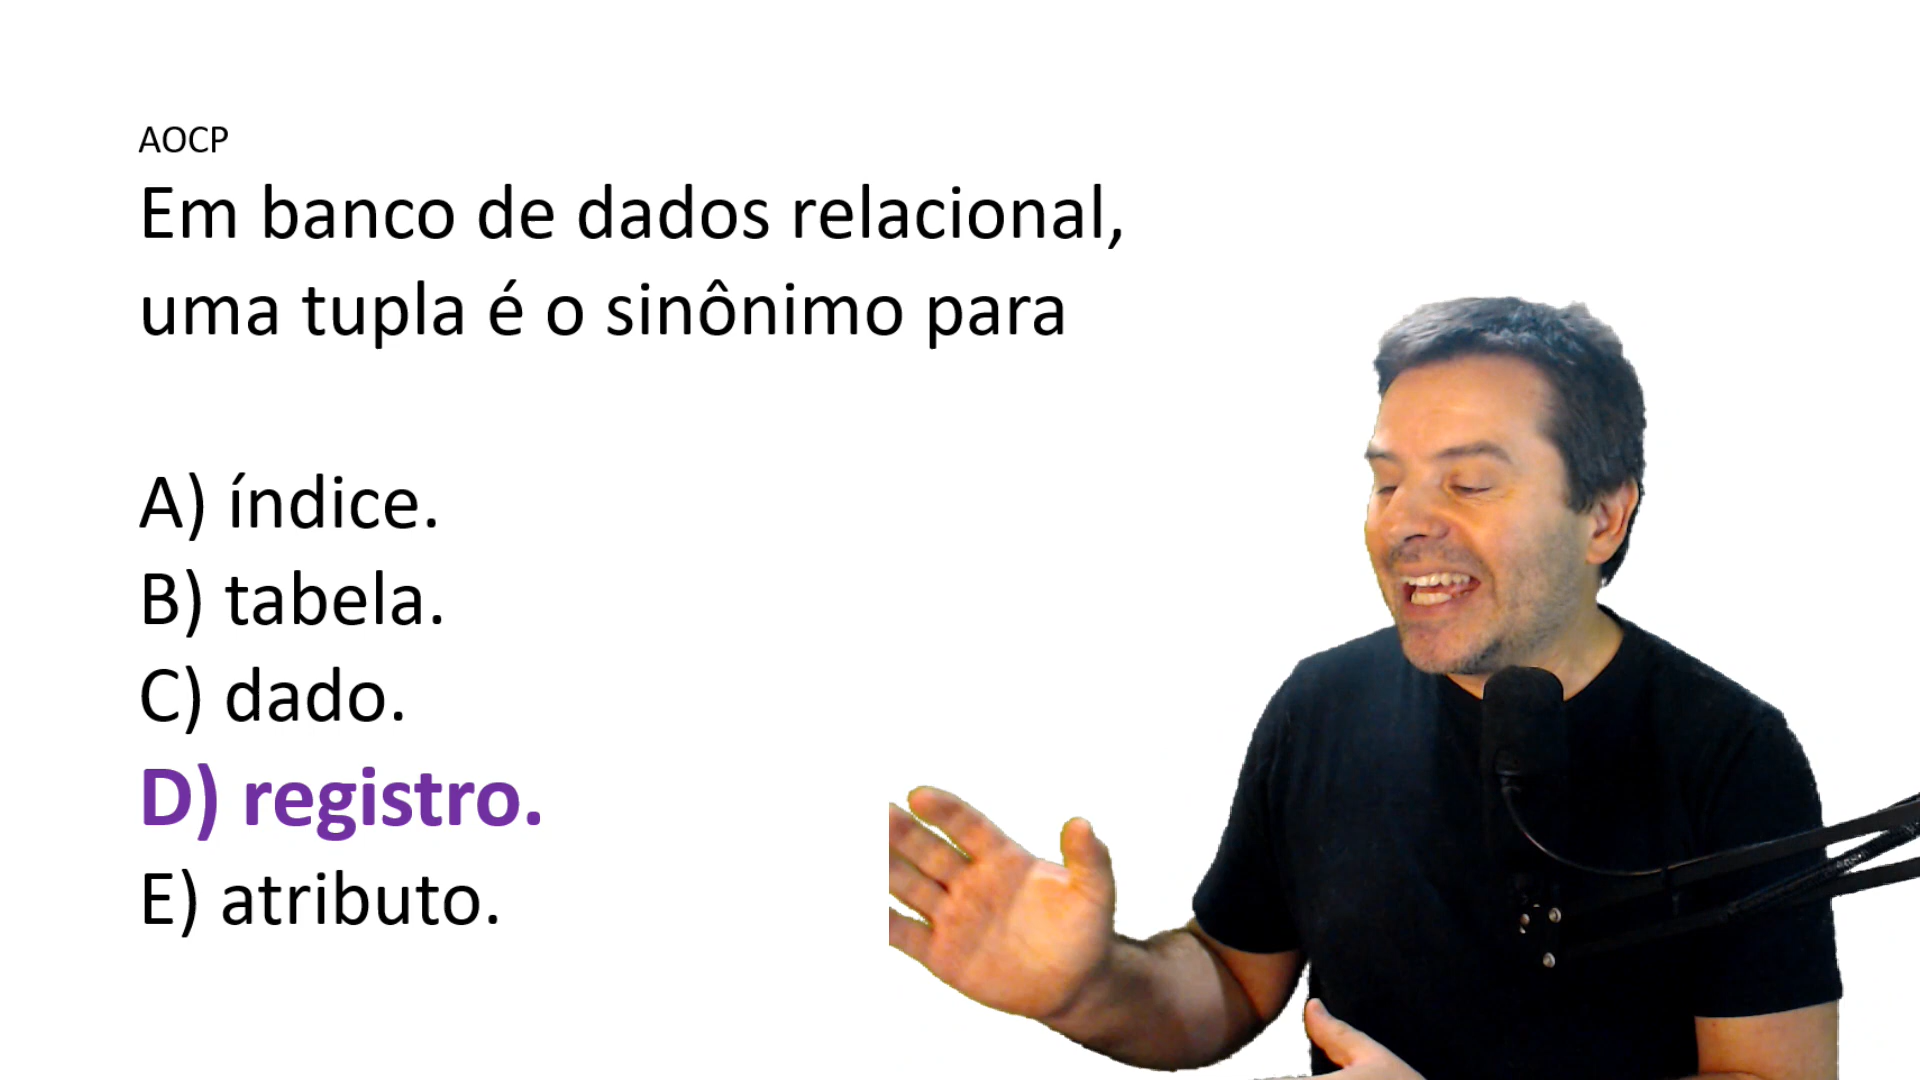 AOCP
Em banco de dados relacional,
uma tupla é o sinônimo para
A) índice.
B) tabela.
C) dado.
D) registro.
E) atributo.